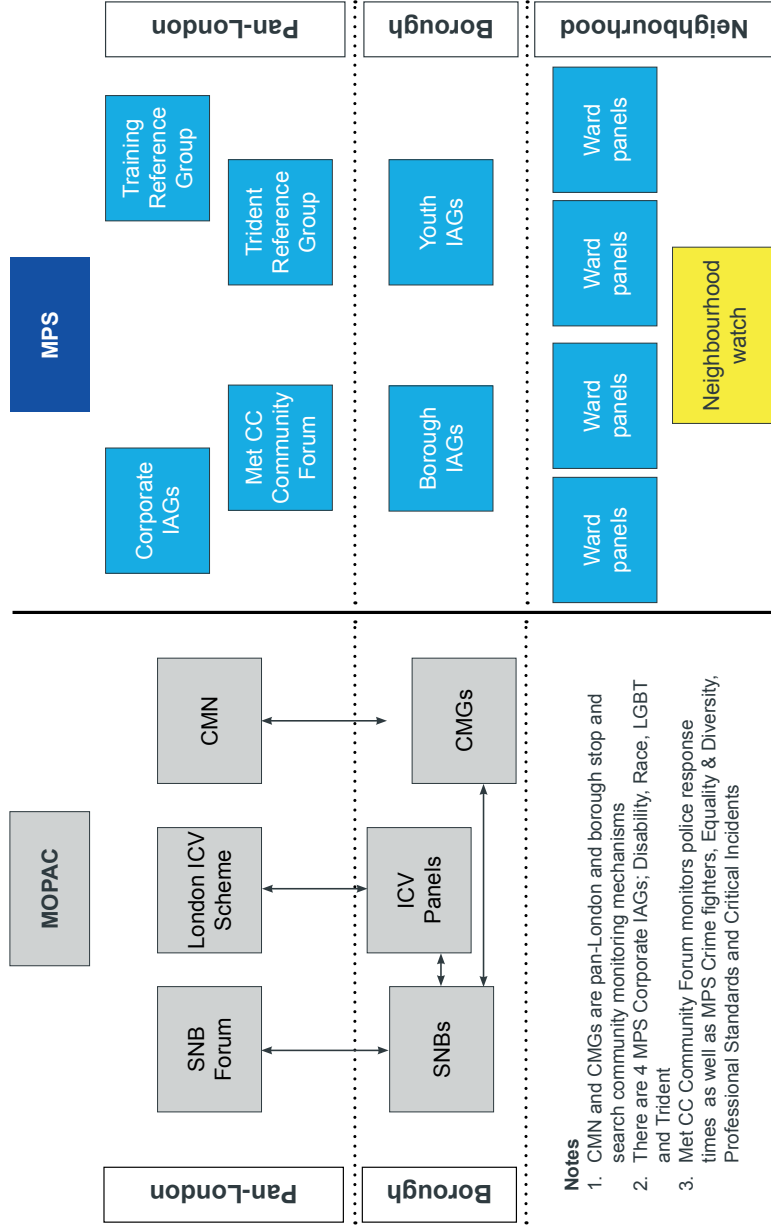 MOPAC
MPS
Pan-London
SNB
Forum
London ICV
Scheme
CMN
Corporate
IAGs
Training
Reference
Group
Met CC
Community
Forum
Trident
Reference
Group
Pan-London
Borough
SNBs
ICV
Panels
CMGs
Borough
IAGs
Youth
IAGs
Borough
Ward
panels
Ward
panels
Ward
panels
Ward
panels
Neighbourhood
watch
Neighbourhood
Notes
1. CMN and CMGs are pan-London and borough stop and
search community monitoring mechanisms
2. There are 4 MPS Corporate IAGs; Disability, Race, LGBT
and Trident
3. Met CC Community Forum monitors police response
times as well as MPS Crime fighters, Equality & Diversity,
Professional Standards and Critical Incidents